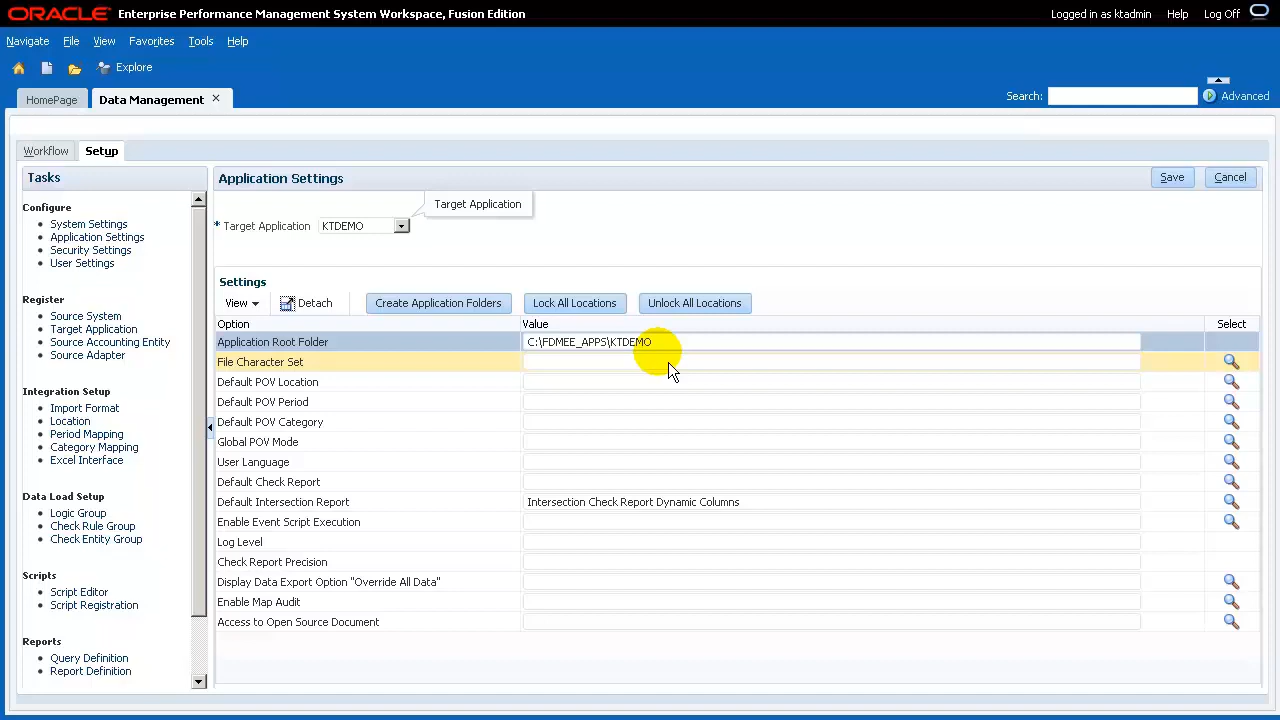 ORACLE Enterprise Performance Management System Workspace, Fusion Edition Logged in as ktadmin Help Log Off
Navigate File View Favorites Tools Help
Explore
HomePage Data Management Search: Advanced
Workflow Setup
Tasks
Configure
System Settings
Application Settings
Security Settings
User Settings
Register
Source System
Target Application
Source Accounting Entity
Source Adapter
Integration Setup
Import Format
Location
Period Mapping
Category Mapping
Excel Interface
Data Load Setup
Logic Group
Check Rule Group
Check Entity Group
Scripts
Script Editor
Script Registration
Reports
Query Definition
Report Definition
Application Settings Save Cancel
Target Application
* Target Application KTDEMO
Settings
View Detach Create Application Folders Lock All Locations Unlock All Locations
Option Value Select
Application Root Folder C:\FDMEE_APPS\KTDEMO
File Character Set
Default POV Location
Default POV Period
Default POV Category
Global POV Mode
User Language
Default Check Report
Default Intersection Report Intersection Check Report Dynamic Columns
Enable Event Script Execution
Log Level
Check Report Precision
Display Data Export Option "Override All Data"
Enable Map Audit
Access to Open Source Document